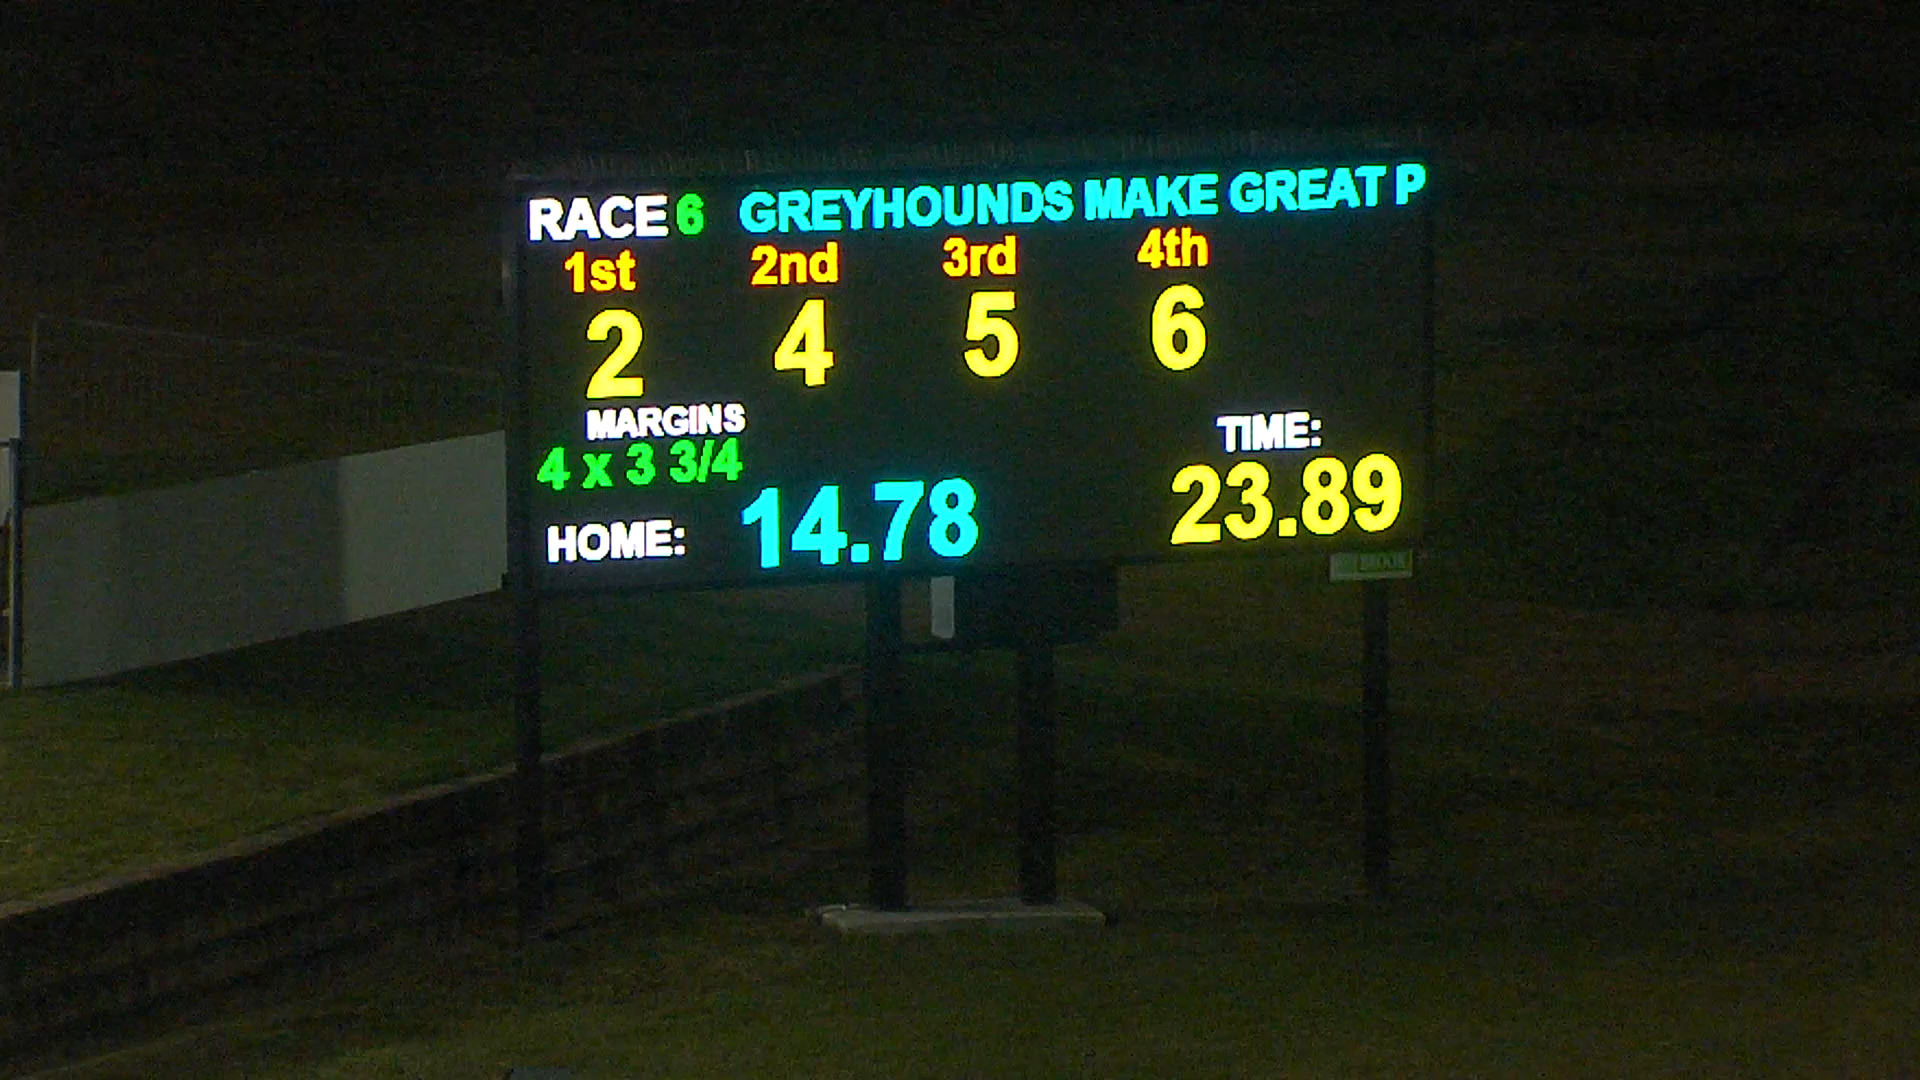 RACE 6 GREYHOUNDS MAKE GREAT P
1st 2nd 3rd 4th
2 4 5 6
MARGINS TIME:
4 x 3 3/4 23.89
HOME: 14.78